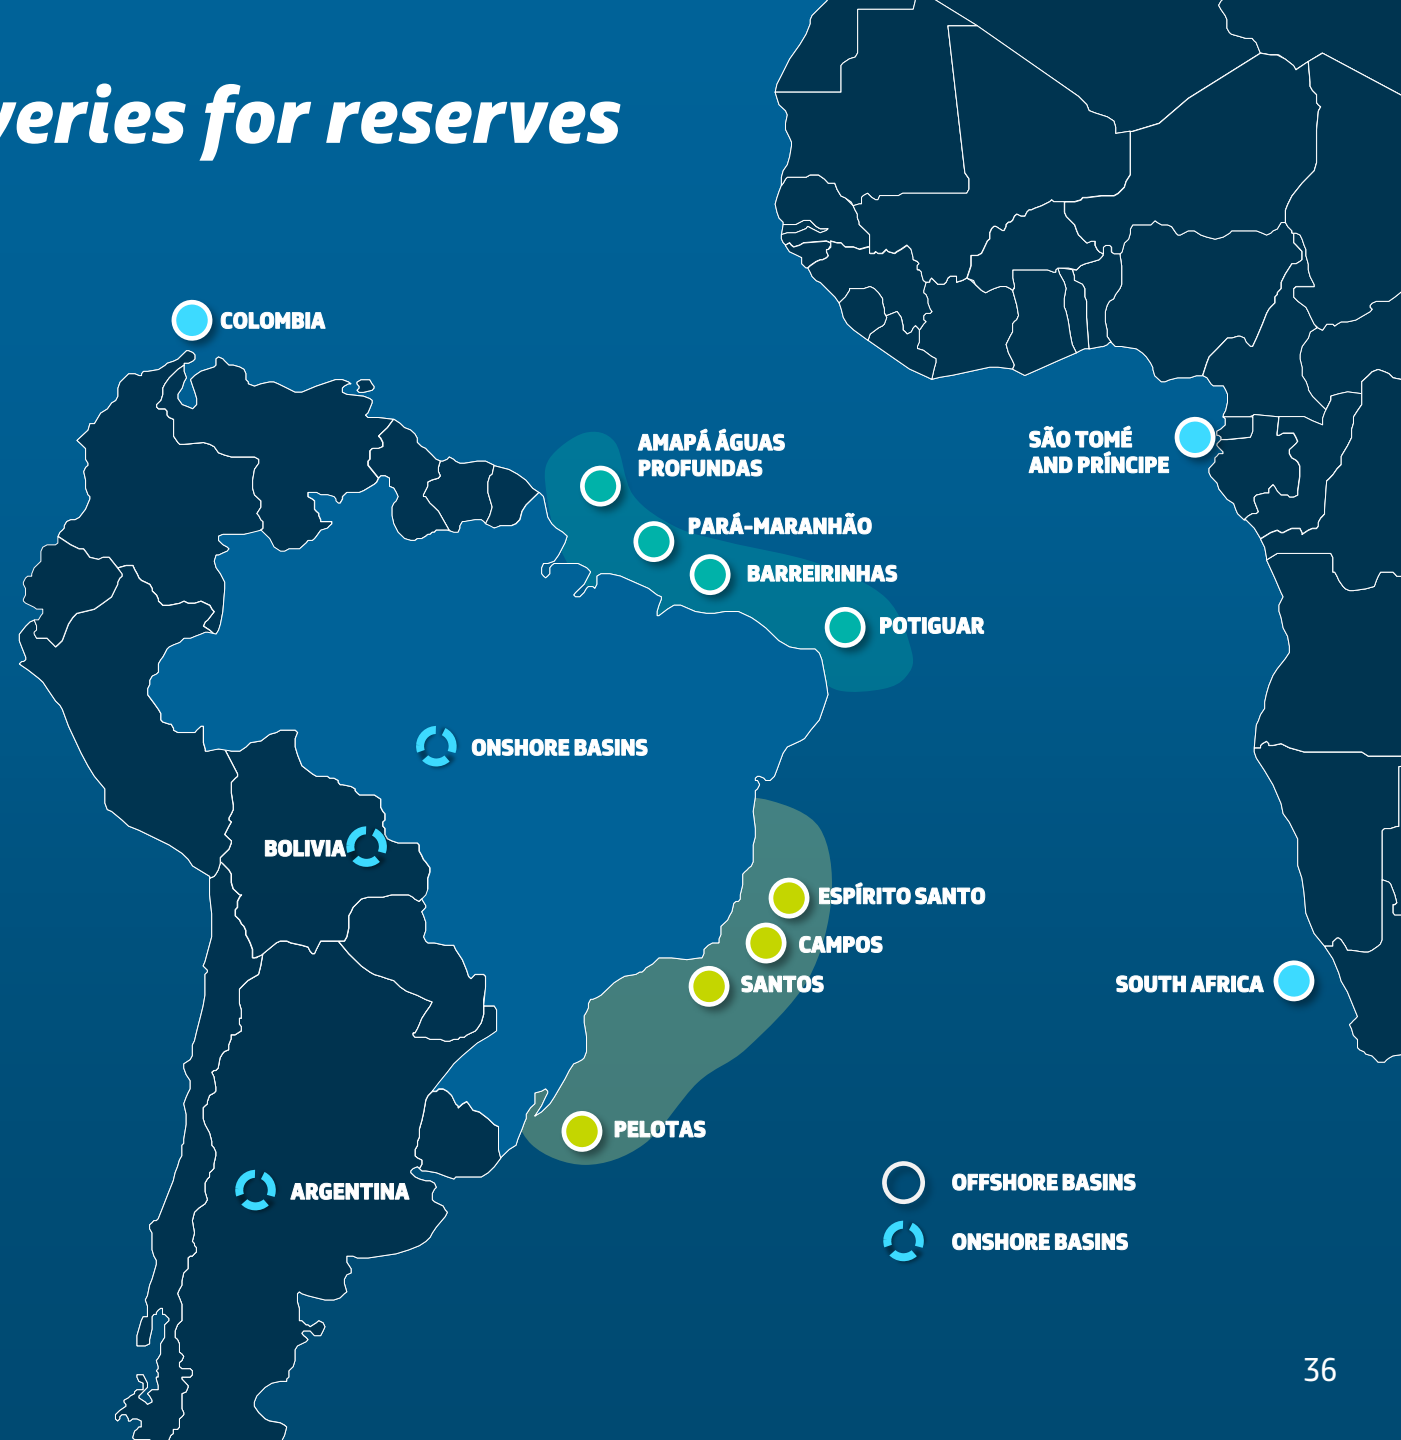 veries for reserves
COLOMBIA
AMAPÁ ÁGUAS
PROFUNDAS
SÃO TOMÉ
AND PRÍNCIPE
PARÁ-MARANHÃO
BARREIRINHAS
POTIGUAR
ONSHORE BASINS
BOLIVIA
ESPÍRITO SANTO
CAMPOS
SANTOS
SOUTH AFRICA
PELOTAS
ARGENTINA
OFFSHORE BASINS
ONSHORE BASINS
36